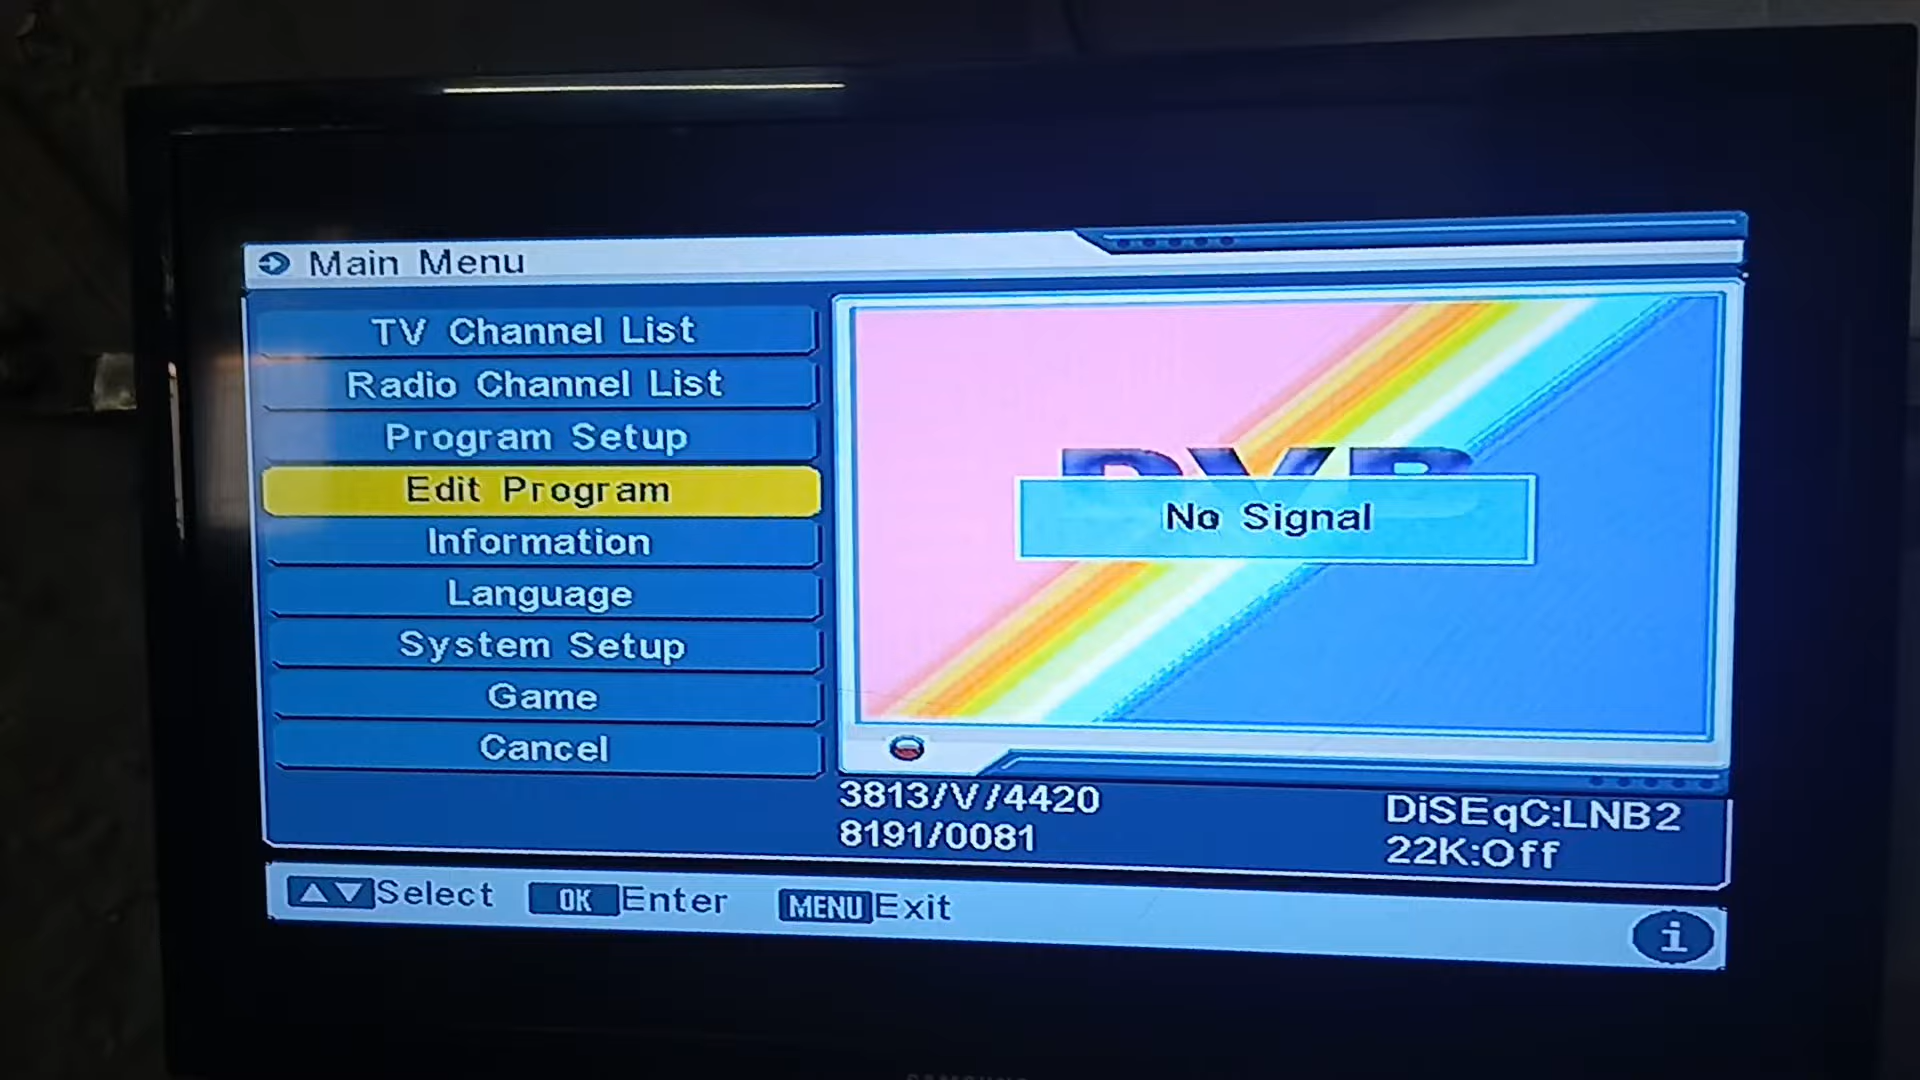 Main Menu
TV Channel List
Radio Channel List
Program Setup
Edit Program
Information
Language
System Setup
Game
Cancel
DVB
No Signal
3813/V/4420
8191/0081
DiSEqC:LNB2
22K:Off
Select OK Enter MENU Exit
i